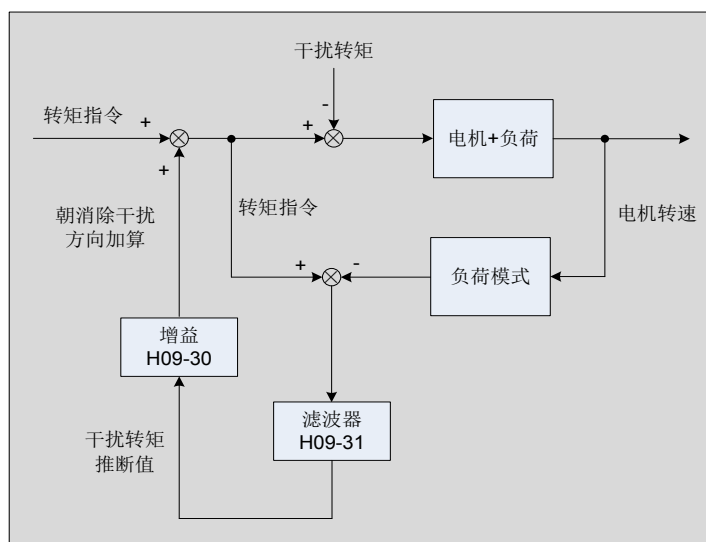 干扰转矩
-
转矩指令
+
+
电机+负荷
+
朝消除干扰
方向加算
转矩指令
电机转速
+
-
负荷模式
增益
H09-30
滤波器
H09-31
干扰转矩
推断值